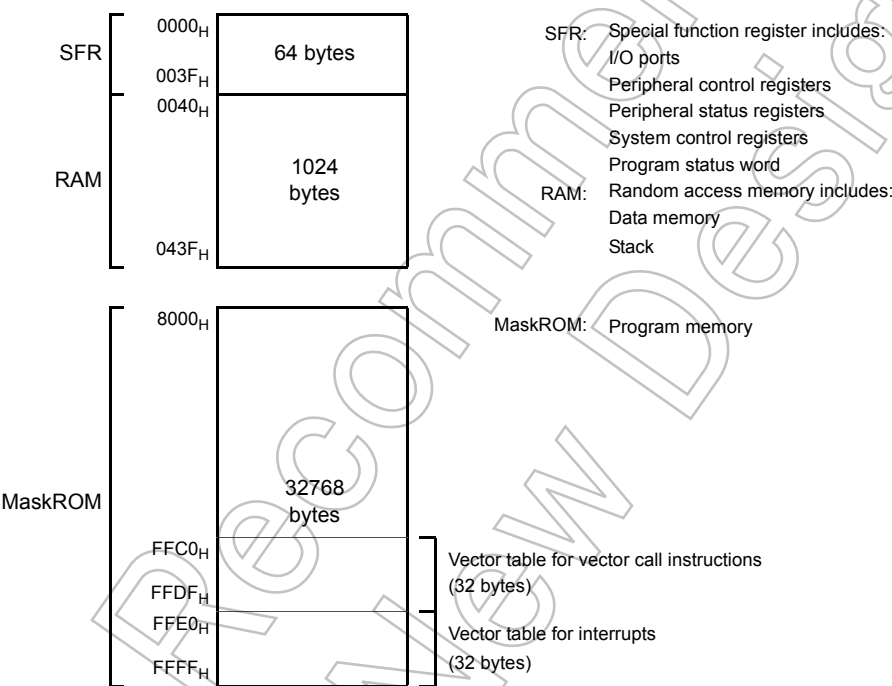 SFR
0000H
64 bytes
003FH
RAM
0040H
1024
bytes
043FH
MaskROM
8000H
32768
bytes
FFC0H
FFDFH
FFE0H
FFFFH
Vector table for vector call instructions
(32 bytes)
Vector table for interrupts
(32 bytes)
SFR: Special function register includes:
I/O ports
Peripheral control registers
Peripheral status registers
System control registers
Program status word
RAM: Random access memory includes:
Data memory
Stack
MaskROM: Program memory
Recommen
New Desig